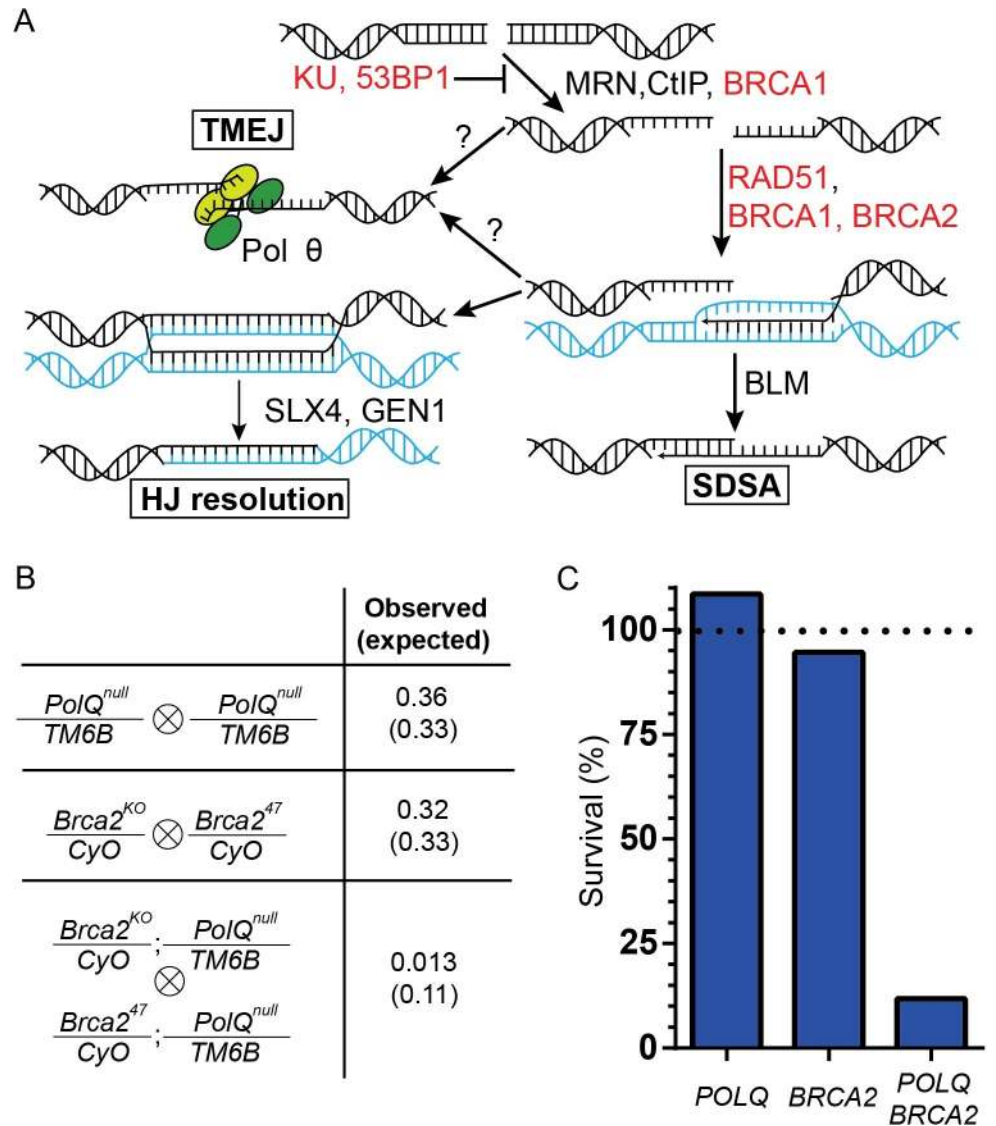 A
KU, 53BP1
MRN,CtIP, BRCA1
TMEJ
?
RAD51,
BRCA1, BRCA2
Pol θ
?
BLM
SLX4, GEN1
HJ resolution
SDSA
B
Observed
(expected)
PolQ^null
TM6B
⊗
PolQ^null
TM6B
0.36
(0.33)
Brca2^KO
CyO
⊗
Brca2^47
CyO
0.32
(0.33)
Brca2^KO
CyO
;
PolQ^null
TM6B
⊗
Brca2^47
CyO
;
PolQ^null
TM6B
0.013
(0.11)
C
Survival (%)
100
75
50
25
0
POLQ
BRCA2
POLQ
BRCA2